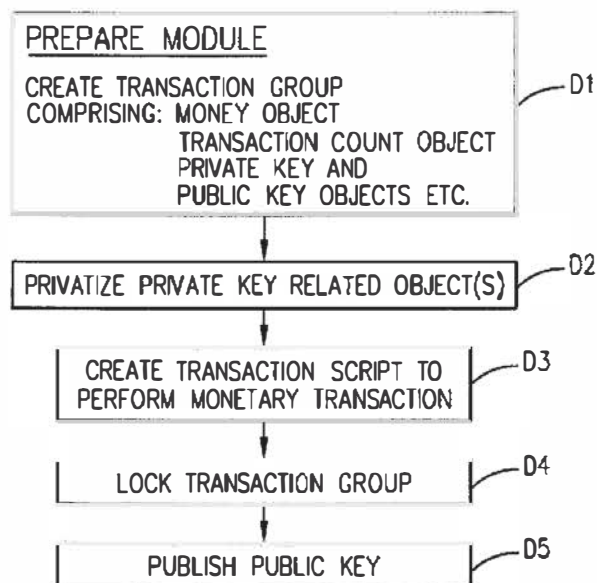 PREPARE MODULE
CREATE TRANSACTION GROUP
COMPRISING: MONEY OBJECT
TRANSACTION COUNT OBJECT
PRIVATE KEY AND
PUBLIC KEY OBJECTS ETC.
D1
PRIVATIZE PRIVATE KEY RELATED OBJECT(S)
D2
CREATE TRANSACTION SCRIPT TO
PERFORM MONETARY TRANSACTION
D3
LOCK TRANSACTION GROUP
D4
PUBLISH PUBLIC KEY
D5